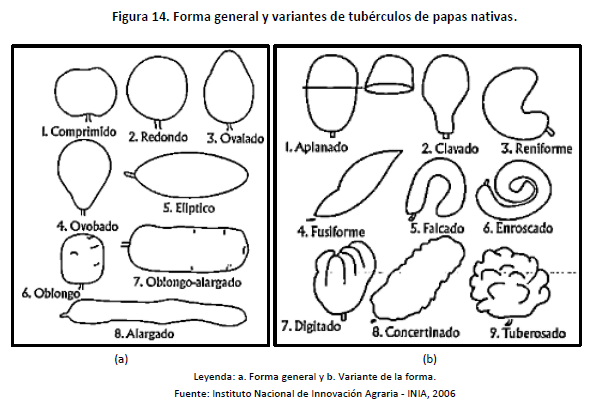 Figura 14. Forma general y variantes de tubérculos de papas nativas.
1. Comprimido
2. Redondo
3. Ovalado
4. Ovobado
5. Elíptico
6. Oblongo
7. Oblongo-alargado
8. Alargado
(a)
1. Aplanado
2. Clavado
3. Reniforme
4. Fusiforme
5. Falcado
6. Enroscado
7. Digitado
8. Concertinado
9. Tuberosado
(b)
Leyenda: a. Forma general y b. Variante de la forma.
Fuente: Instituto Nacional de Innovación Agraria - INIA, 2006